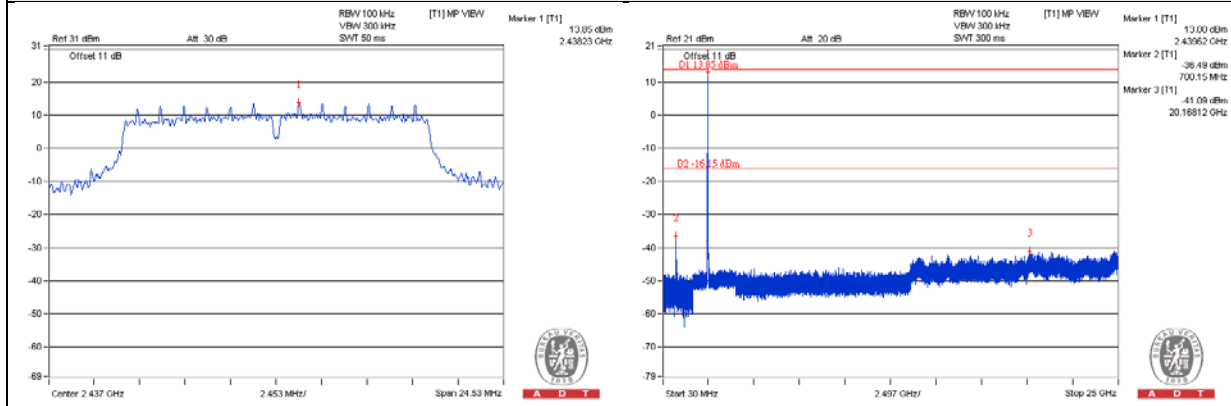 RBW 100 kHz [T1] MP VIEW
VBW 300 kHz
SWT 50 ms
Ref 31 dBm Att 30 dB
Marker 1 [T1]
13.85 dBm
2.43823 GHz
Offset 11 dB
31
20
10
0
-10
-20
-30
-40
-50
-60
-69
1
Center 2.437 GHz 2.453 MHz/ Span 24.53 MHz
BUREAU VERITAS
1828
A D T
RBW 100 kHz [T1] MP VIEW
VBW 300 kHz
SWT 300 ms
Ref 21 dBm Att 20 dB
Marker 1 [T1]
13.00 dBm
2.43962 GHz
Marker 2 [T1]
-36.49 dBm
700.15 MHz
Marker 3 [T1]
-41.09 dBm
20.16812 GHz
Offset 11 dB
D1 13.85 dBm
D2 -16.15 dBm
21
10
0
-10
-20
-30
-40
-50
-60
-70
-79
2
3
Start 30 MHz 2.497 GHz/ Stop 25 GHz
BUREAU VERITAS
1828
A D T